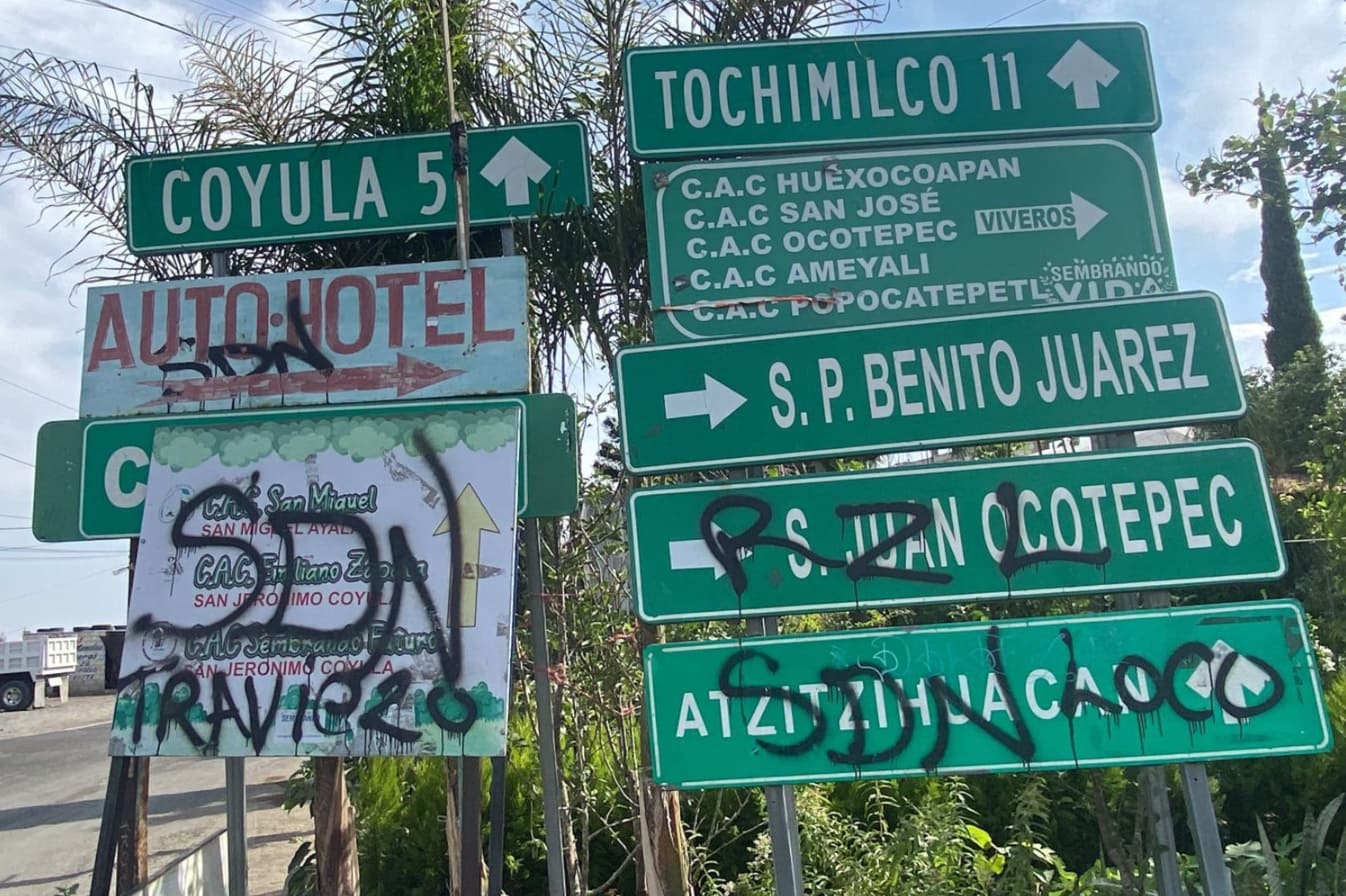 COYULA 5
AUTO·HOTEL
SDN
C
C.A.C. San Miguel
SAN MIGUEL AYALA
C.A.C. Emiliano Zapata
SAN JERONIMO COYULA
C.A.C Sembrando Futuro
SAN JERONIMO COYULA
SDN
TRAVIEZO
TOCHIMILCO 11
C.A.C HUEXOCOAPAN
C.A.C SAN JOSÉ
C.A.C OCOTEPEC
C.A.C AMEYALI
C.A.C POPOCATEPETL
VIVEROS
SEMBRANDO
VIDA
S. P. BENITO JUAREZ
S. JUAN OCOTEPEC
RZL
ATZITZIHUACAN
SDN LOCO